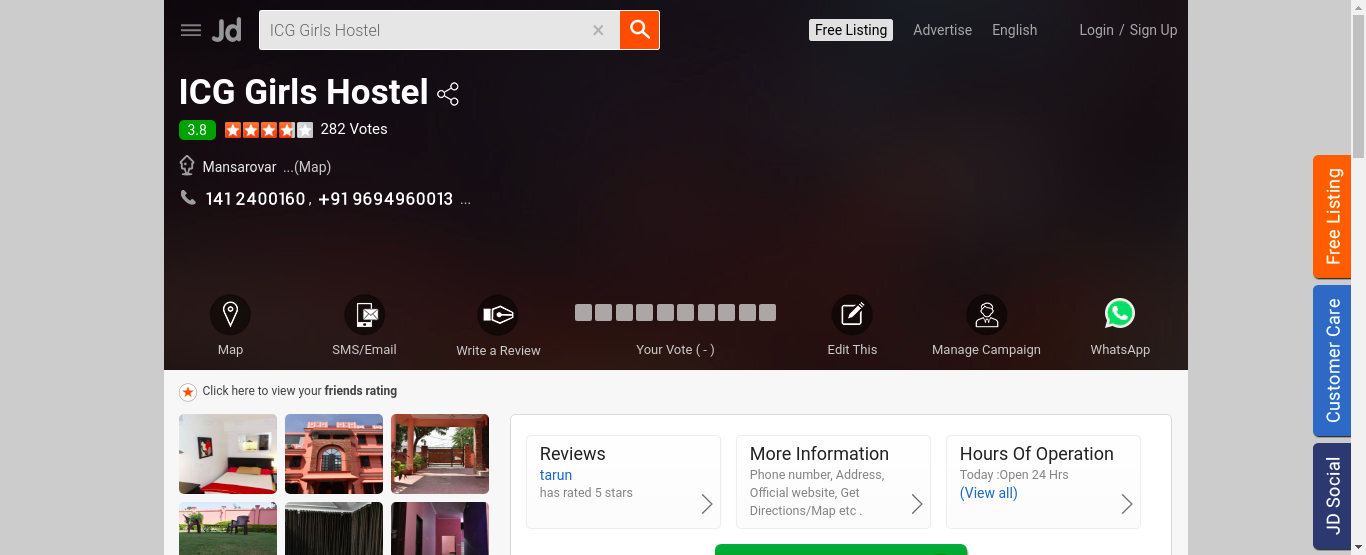 Jd
ICG Girls Hostel
Free Listing
Advertise
English
Login / Sign Up
ICG Girls Hostel
3.8
282 Votes
Mansarovar ...(Map)
141 2400160 , +91 9694960013 ...
Map
SMS/Email
Write a Review
Your Vote ( - )
Edit This
Manage Campaign
WhatsApp
Click here to view your friends rating
Reviews
tarun
has rated 5 stars
More Information
Phone number, Address,
Official website, Get
Directions/Map etc .
Hours Of Operation
Today :Open 24 Hrs
(View all)
Free Listing
Customer Care
JD Social